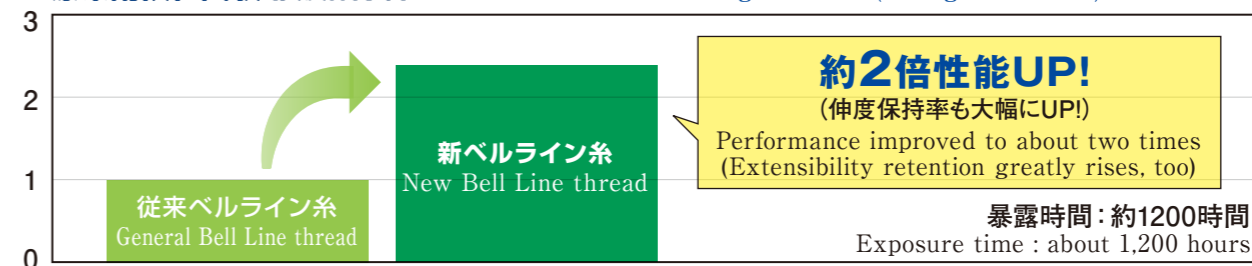 3
2
1
0
従来ベルライン糸
General Bell Line thread
新ベルライン糸
New Bell Line thread
約2倍性能UP!
(伸度保持率も大幅にUP!)
Performance improved to about two times
(Extensibility retention greatly rises, too)
暴露時間：約1200時間
Exposure time : about 1,200 hours